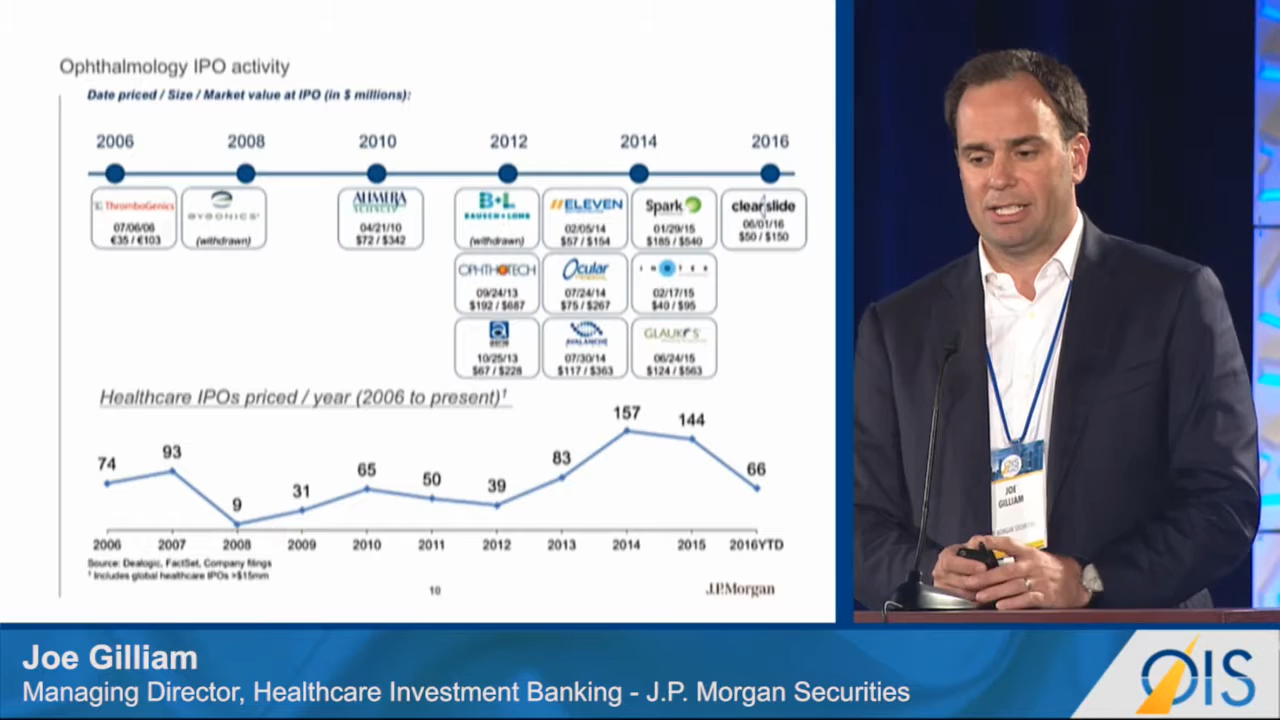 Ophthalmology IPO activity
Date priced / Size / Market value at IPO (in $ millions):
2006 2008 2010 2012 2014 2016
ThromboGenics
07/06/06
€35 / €103
(withdrawn)
ALIMERA
SCIENCES
04/21/10
$72 / $342
B+L
BAUSCH+LOMB
(withdrawn)
ELEVEN
02/05/14
$57 / $154
Spark
01/29/15
$185 / $540
clearslide
06/01/16
$50 / $150
OPHTHOTECH
09/24/13
$192 / $687
Ocular
07/24/14
$75 / $267
02/17/15
$40 / $95
10/25/13
$67 / $228
AVALANCHE
07/30/14
$117 / $363
GLAUKOS
06/24/15
$124 / $563
Healthcare IPOs priced / year (2006 to present)¹
74 93 9 31 65 50 39 83 157 144 66
2006 2007 2008 2009 2010 2011 2012 2013 2014 2015 2016YTD
Source: Dealogic, FactSet, Company filings
¹ Includes global healthcare IPOs >$15mm
10
J.P.Morgan
OIS
JOE
GILLIAM
Joe Gilliam
Managing Director, Healthcare Investment Banking - J.P. Morgan Securities
OIS